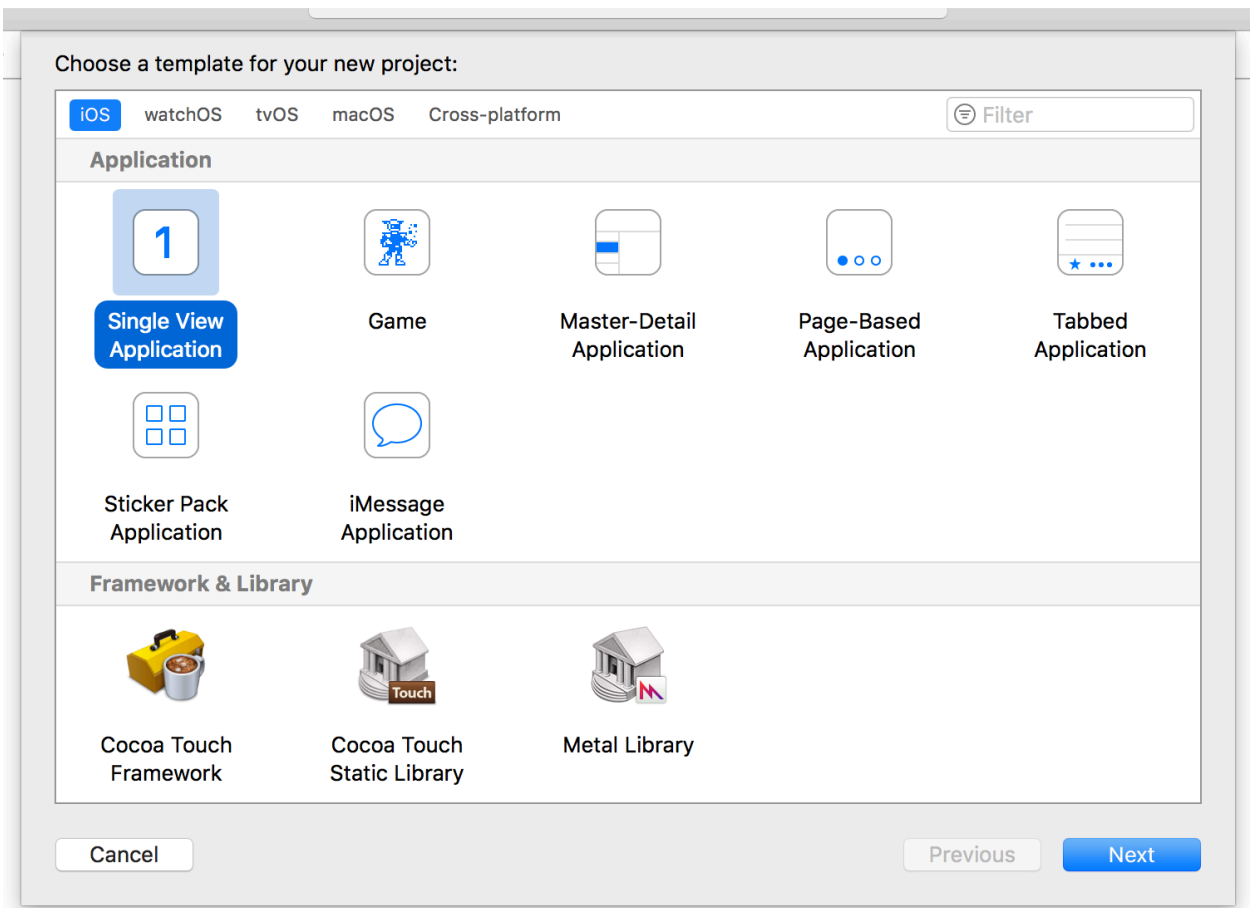 Choose a template for your new project:
iOS watchOS tvOS macOS Cross-platform Filter
Application
1
Single View Application
Game
Master-Detail Application
Page-Based Application
Tabbed Application
Sticker Pack Application
iMessage Application
Framework & Library
Touch
Cocoa Touch Framework
Cocoa Touch Static Library
Metal Library
Cancel Previous Next